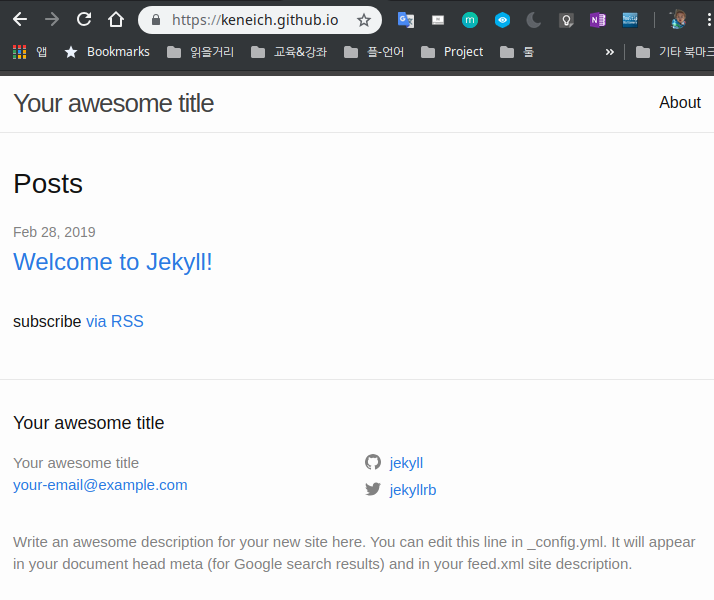 https://keneich.github.io
앱 Bookmarks 읽을거리 교육&강좌 플-언어 Project 툴 » 기타 북마크
Your awesome title About
Posts
Feb 28, 2019
Welcome to Jekyll!
subscribe via RSS
Your awesome title
Your awesome title jekyll
your-email@example.com jekyllrb
Write an awesome description for your new site here. You can edit this line in _config.yml. It will appear
in your document head meta (for Google search results) and in your feed.xml site description.